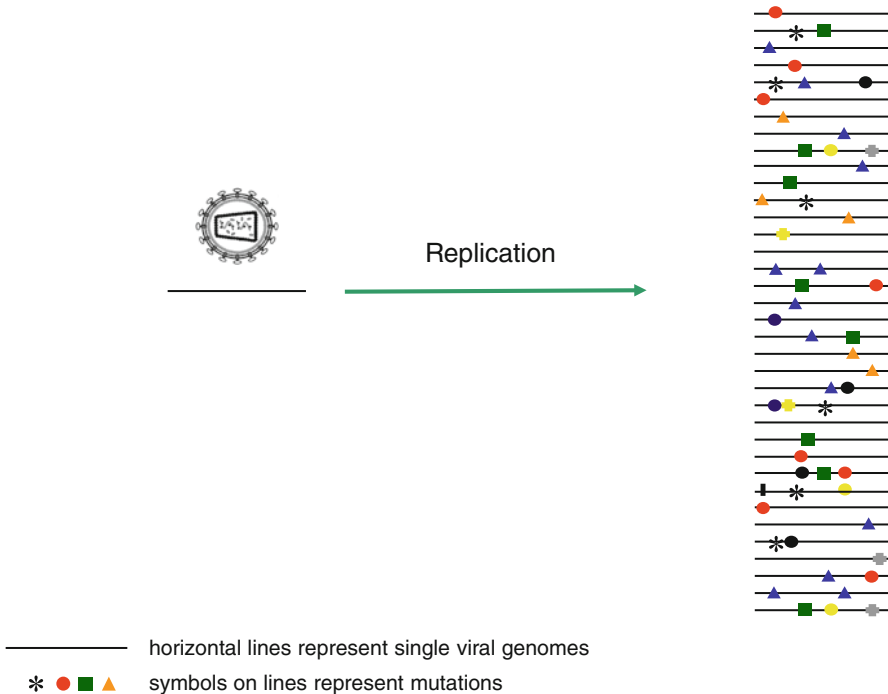 Replication
horizontal lines represent single viral genomes
symbols on lines represent mutations